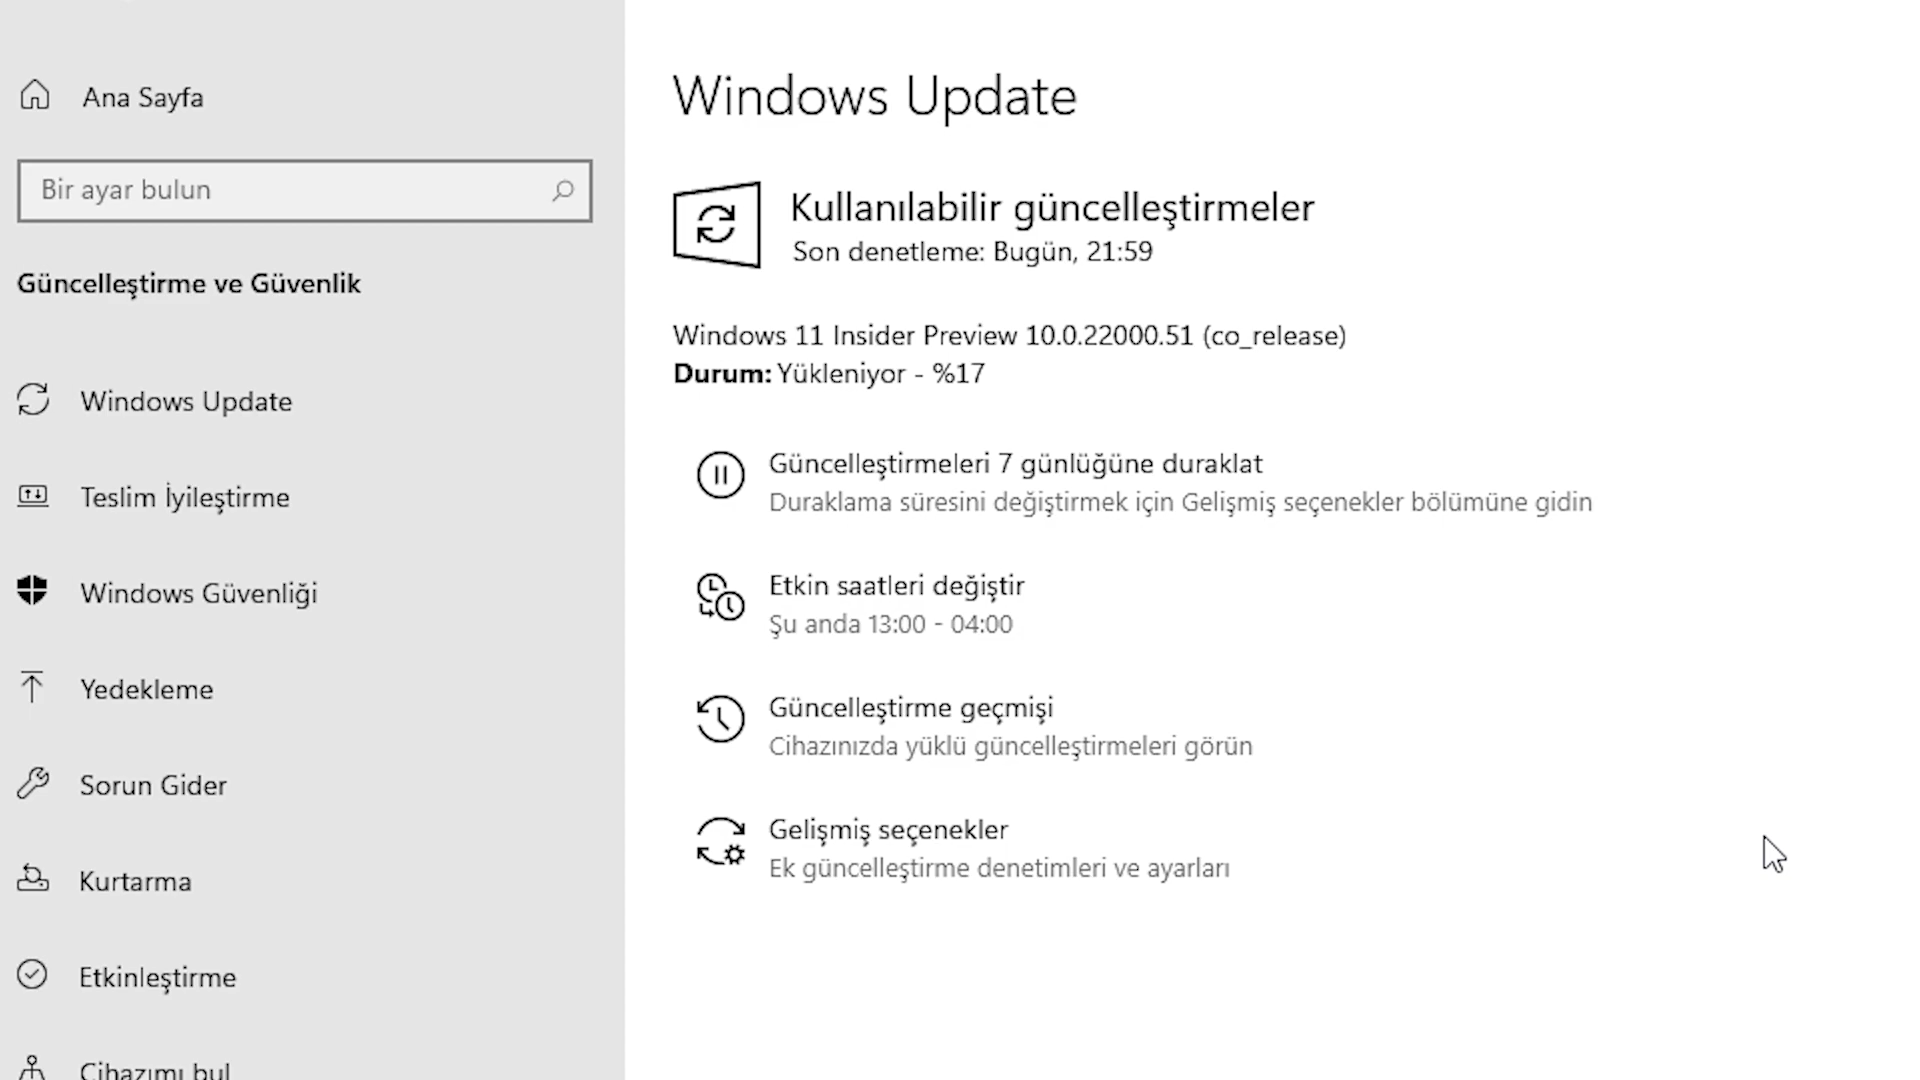 Ana Sayfa
Bir ayar bulun
Güncelleştirme ve Güvenlik
Windows Update
Teslim İyileştirme
Windows Güvenliği
Yedekleme
Sorun Gider
Kurtarma
Etkinleştirme
Cihazımı bul
Windows Update
Kullanılabilir güncelleştirmeler
Son denetleme: Bugün, 21:59
Windows 11 Insider Preview 10.0.22000.51 (co_release)
Durum: Yükleniyor - %17
Güncelleştirmeleri 7 günlüğüne duraklat
Duraklama süresini değiştirmek için Gelişmiş seçenekler bölümüne gidin
Etkin saatleri değiştir
Şu anda 13:00 - 04:00
Güncelleştirme geçmişi
Cihazınızda yüklü güncelleştirmeleri görün
Gelişmiş seçenekler
Ek güncelleştirme denetimleri ve ayarları